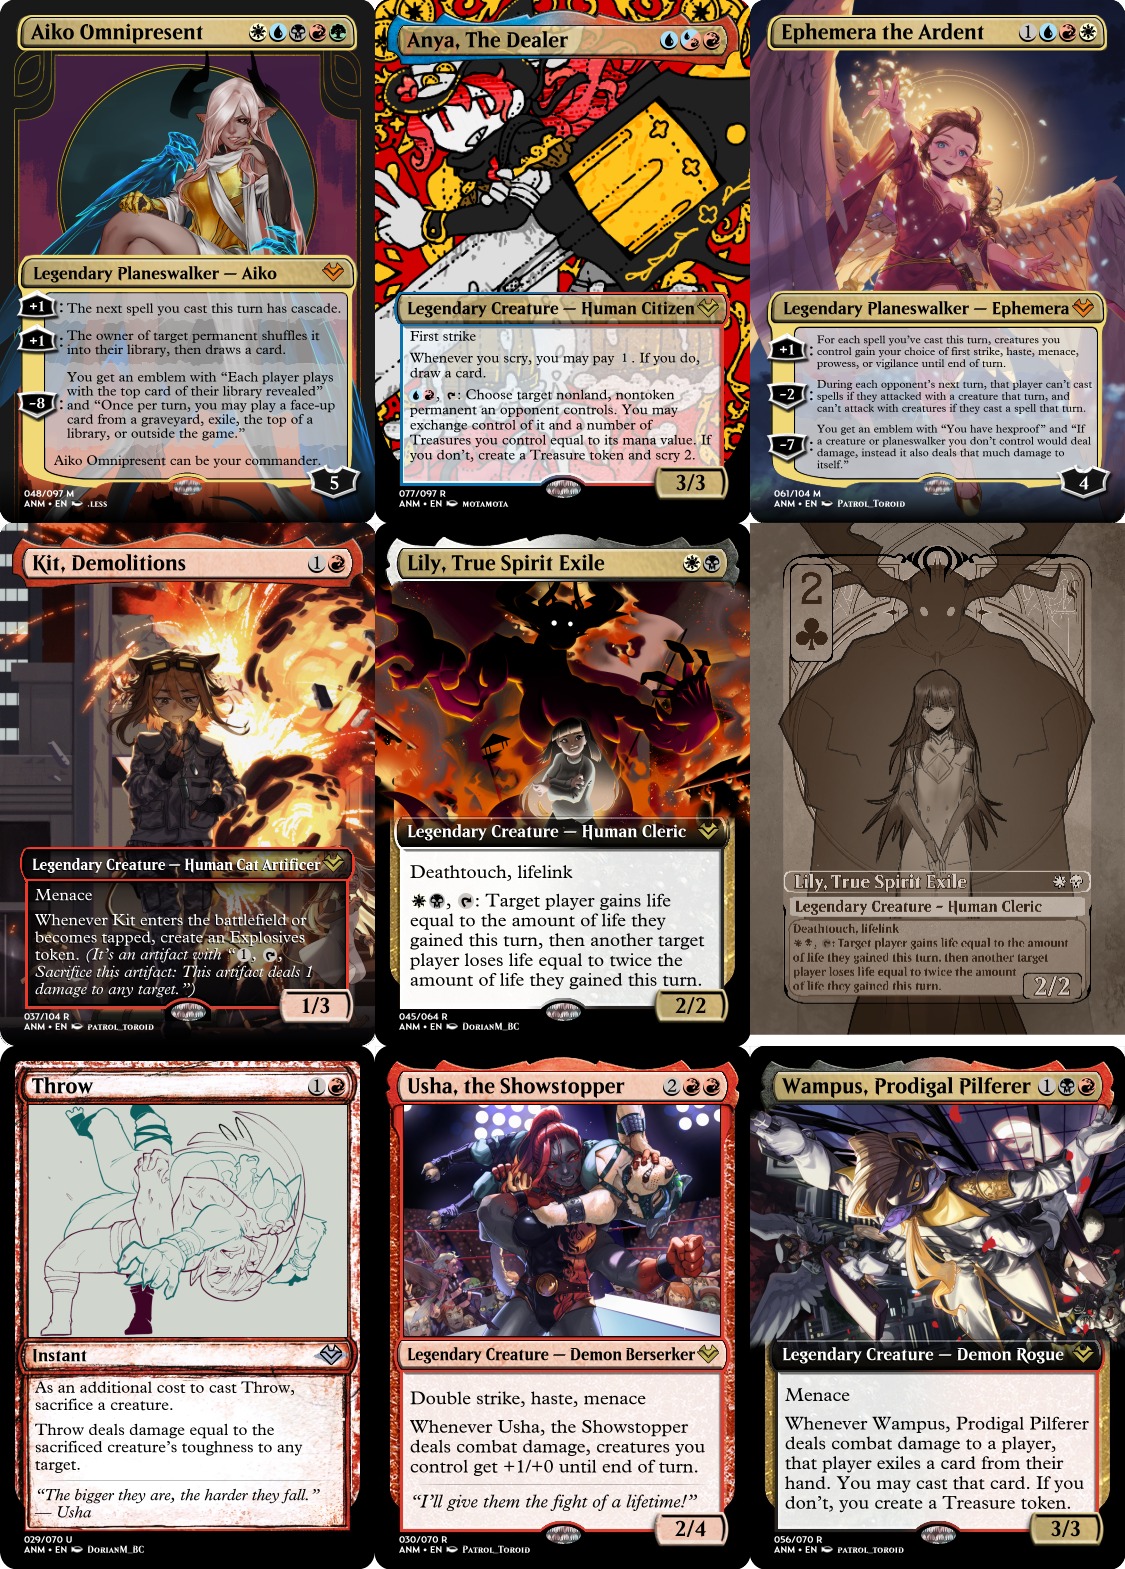 Aiko Omnipresent
Legendary Planeswalker — Aiko
+1: The next spell you cast this turn has cascade.
+1: The owner of target permanent shuffles it
into their library, then draws a card.
You get an emblem with “Each player plays
with the top card of their library revealed”
−8: and “Once per turn, you may play a face-up
card from a graveyard, exile, the top of a
library, or outside the game.”
Aiko Omnipresent can be your commander.
5
048/097 M
ANM • EN .LESS
Anya, The Dealer
Legendary Creature — Human Citizen
First strike
Whenever you scry, you may pay 1. If you do,
draw a card.
: Choose target nonland, nontoken
permanent an opponent controls. You may
exchange control of it and a number of
Treasures you control equal to its mana value. If
you don’t, create a Treasure token and scry 2.
3/3
077/097 R
ANM • EN MOTAMOTA
Ephemera the Ardent 1
Legendary Planeswalker — Ephemera
For each spell you’ve cast this turn, creatures you
+1: control gain your choice of first strike, haste, menace,
prowess, or vigilance until end of turn.
During each opponent’s next turn, that player can’t cast
−2: spells if they attacked with a creature that turn, and
can’t attack with creatures if they cast a spell that turn.
You get an emblem with “You have hexproof” and “If
−7: a creature or planeswalker you don’t control would deal
damage, instead it also deals that much damage to
itself.”
4
061/104 M
ANM • EN PATROL_TOROID
Kit, Demolitions 1
Legendary Creature — Human Cat Artificer
Menace
Whenever Kit enters the battlefield or
becomes tapped, create an Explosives
token. (It’s an artifact with “1, ,
Sacrifice this artifact: This artifact deals 1
damage to any target.”)
1/3
037/104 R
ANM • EN PATROL_TOROID
Lily, True Spirit Exile
Legendary Creature — Human Cleric
Deathtouch, lifelink
, : Target player gains life
equal to the amount of life they
gained this turn, then another target
player loses life equal to twice the
amount of life they gained this turn.
2/2
045/064 R
ANM • EN DORIANM_BC
2
Lily, True Spirit Exile
Legendary Creature - Human Cleric
Deathtouch, lifelink
, : Target player gains life equal to the amount
of life they gained this turn, then another target
player loses life equal to twice the amount
of life they gained this turn.
2/2
Throw 1
Instant
As an additional cost to cast Throw,
sacrifice a creature.
Throw deals damage equal to the
sacrificed creature’s toughness to any
target.
“The bigger they are, the harder they fall.”
— Usha
029/070 U
ANM • EN DORIANM_BC
Usha, the Showstopper 2
Legendary Creature — Demon Berserker
Double strike, haste, menace
Whenever Usha, the Showstopper
deals combat damage, creatures you
control get +1/+0 until end of turn.
“I’ll give them the fight of a lifetime!”
2/4
030/070 R
ANM • EN PATROL_TOROID
Wampus, Prodigal Pilferer 1
Legendary Creature — Demon Rogue
Menace
Whenever Wampus, Prodigal Pilferer
deals combat damage to a player,
that player exiles a card from their
hand. You may cast that card. If you
don’t, you create a Treasure token.
3/3
056/070 R
ANM • EN PATROL_TOROID